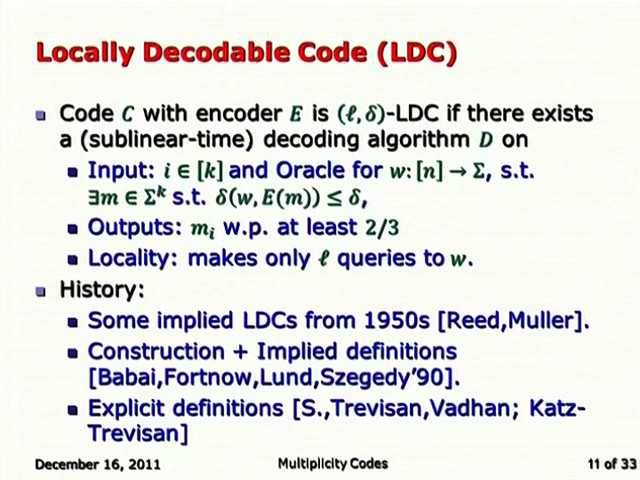 Locally Decodable Code (LDC)
Code C with encoder E is (ℓ, δ)-LDC if there exists
a (sublinear-time) decoding algorithm D on
Input: i ∈ [k] and Oracle for w: [n] → Σ, s.t.
∃m ∈ Σᵏ s.t. δ(w, E(m)) ≤ δ,
Outputs: mᵢ w.p. at least 2/3
Locality: makes only ℓ queries to w.
History:
Some implied LDCs from 1950s [Reed,Muller].
Construction + Implied definitions
[Babai,Fortnow,Lund,Szegedy’90].
Explicit definitions [S.,Trevisan,Vadhan; Katz-
Trevisan]
December 16, 2011 Multiplicity Codes 11 of 33